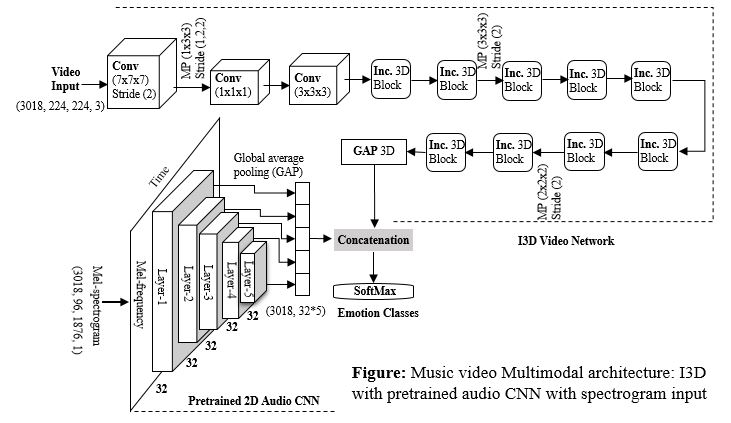 Video
Input
(3018, 224, 224, 3)
Conv
(7x7x7)
Stride (2)
MP (1x3x3)
Stride (1,2,2)
Conv
(1x1x1)
Conv
(3x3x3)
Inc. 3D
Block
Inc. 3D
Block
MP (3x3x3)
Stride (2)
Inc. 3D
Block
Inc. 3D
Block
Inc. 3D
Block
GAP 3D
Inc. 3D
Block
Inc. 3D
Block
MP (2x2x2)
Stride (2)
Inc. 3D
Block
Inc. 3D
Block
I3D Video Network
Time
Global average
pooling (GAP)
Mel-spectrogram
(3018, 96, 1876, 1)
Mel-frequency
Layer-1
Layer-2
Layer-3
Layer-4
Layer-5
32
32
32
32
32
(3018, 32*5)
Pretrained 2D Audio CNN
Concatenation
SoftMax
Emotion Classes
Figure: Music video Multimodal architecture: I3D
with pretrained audio CNN with spectrogram input